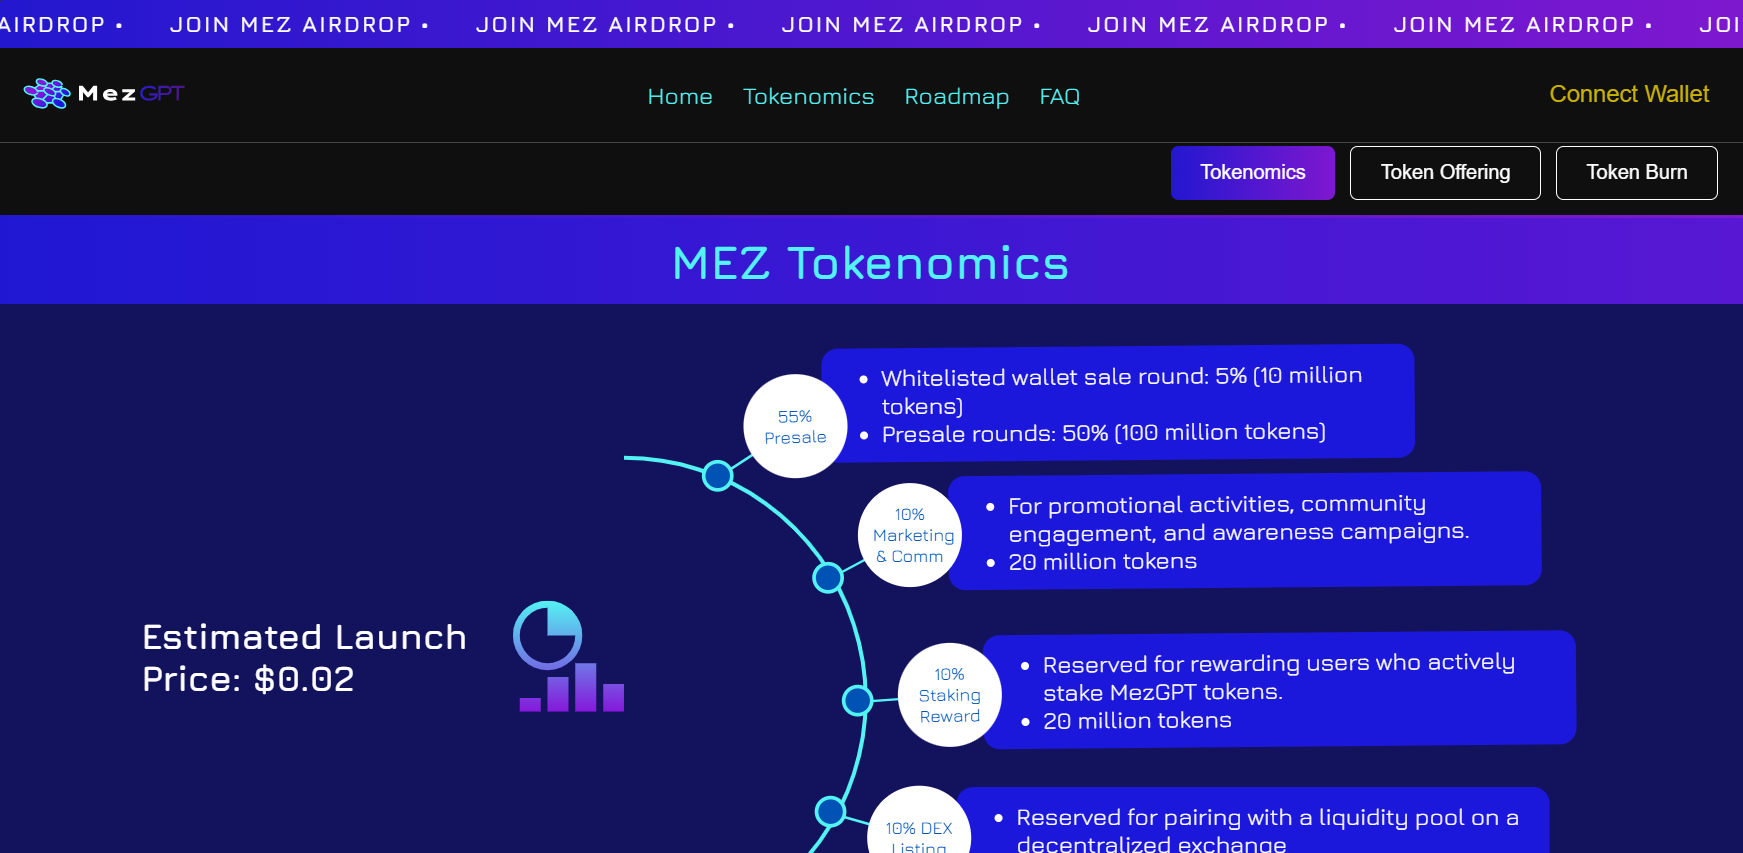 AIRDROP • JOIN MEZ AIRDROP • JOIN MEZ AIRDROP • JOIN MEZ AIRDROP • JOIN MEZ AIRDROP • JOIN MEZ AIRDROP • JOI
MezGPT
Home Tokenomics Roadmap FAQ
Connect Wallet
Tokenomics Token Offering Token Burn
MEZ Tokenomics
55%
Presale
• Whitelisted wallet sale round: 5% (10 million
tokens)
• Presale rounds: 50% (100 million tokens)
10%
Marketing
& Comm
• For promotional activities, community
engagement, and awareness campaigns.
• 20 million tokens
Estimated Launch
Price: $0.02
10%
Staking
Reward
• Reserved for rewarding users who actively
stake MezGPT tokens.
• 20 million tokens
10% DEX
Listing
• Reserved for pairing with a liquidity pool on a
decentralized exchange